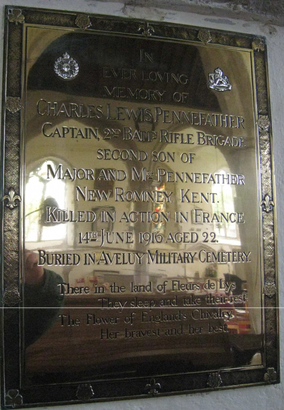 IN
EVER LOVING
MEMORY OF
CHARLES LEWIS PENNEFATHER
CAPTAIN, 2ND BATT. RIFLE BRIGADE
SECOND SON OF
MAJOR AND MRS PENNEFATHER
NEW ROMNEY, KENT.
KILLED IN ACTION IN FRANCE
14TH JUNE 1916 AGED 22.
BURIED IN AVELUY MILITARY CEMETERY.
There in the land of Fleurs de Lys
They sleep and take their rest
The Flower of England's Chivalry,
Her bravest and her best.